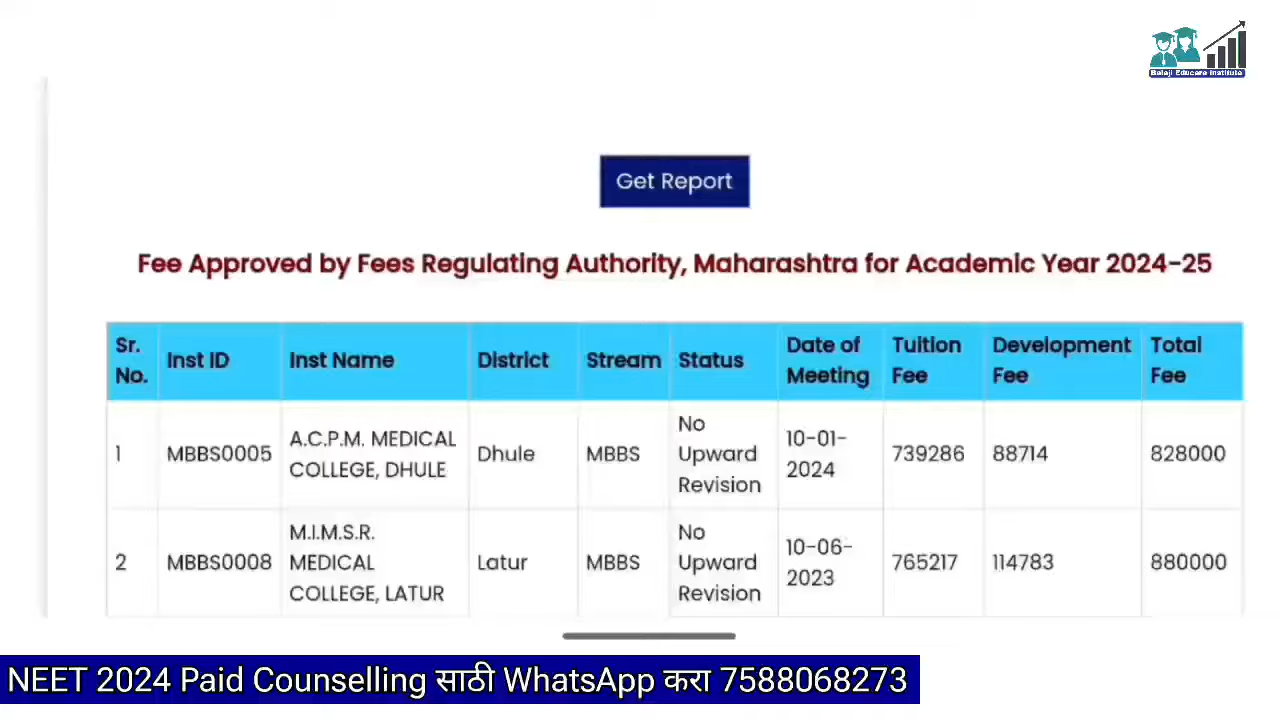 Balaji Educare Institute
Get Report
Fee Approved by Fees Regulating Authority, Maharashtra for Academic Year 2024-25
Sr. No. Inst ID Inst Name District Stream Status Date of Meeting Tuition Fee Development Fee Total Fee
1 MBBS0005 A.C.P.M. MEDICAL COLLEGE, DHULE Dhule MBBS No Upward Revision 10-01-2024 739286 88714 828000
2 MBBS0008 M.I.M.S.R. MEDICAL COLLEGE, LATUR Latur MBBS No Upward Revision 10-06-2023 765217 114783 880000
NEET 2024 Paid Counselling साठी WhatsApp करा 7588068273